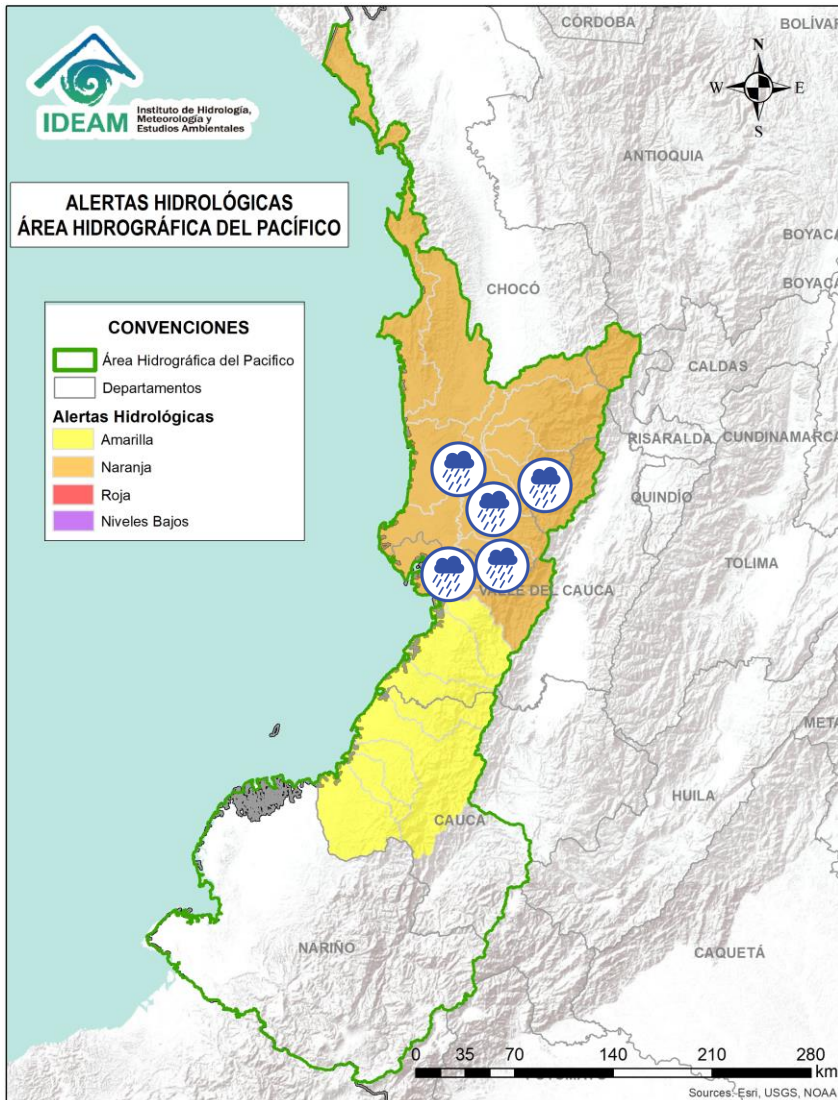 CÓRDOBA
BOLÍVAR
IDEAM
Instituto de Hidrología,
Meteorología y
Estudios Ambientales
N
W
E
S
ANTIOQUIA
ALERTAS HIDROLÓGICAS
ÁREA HIDROGRÁFICA DEL PACÍFICO
BOYACÁ
BOYACÁ
CHOCÓ
CONVENCIONES
Área Hidrográfica del Pacifico
Departamentos
Alertas Hidrológicas
Amarilla
Naranja
Roja
Niveles Bajos
CALDAS
RISARALDA
CUNDINAMARCA
QUINDÍO
TOLIMA
VALLE DEL CAUCA
META
HUILA
CAUCA
NARIÑO
CAQUETÁ
0 35 70 140 210 280
km
Sources: Esri, USGS, NOAA